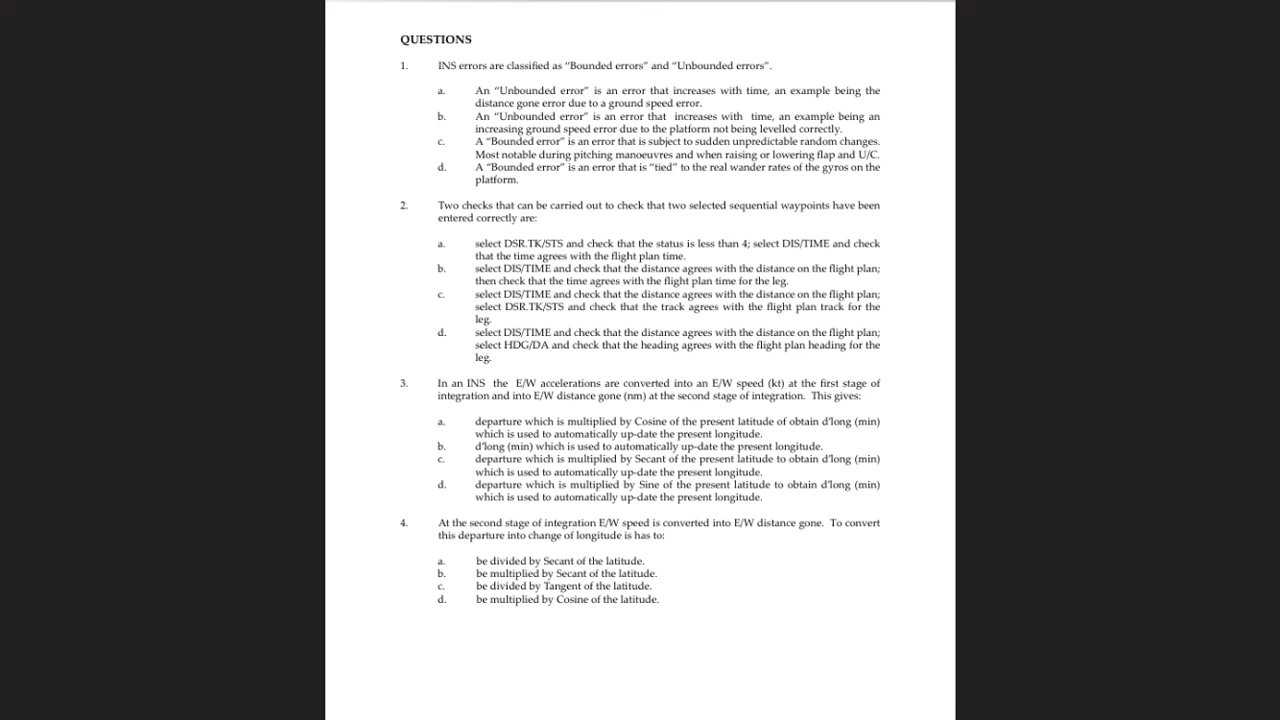 QUESTIONS
1. INS errors are classified as “Bounded errors” and “Unbounded errors”.
a. An “Unbounded error” is an error that increases with time, an example being the
distance gone error due to a ground speed error.
b. An “Unbounded error” is an error that increases with time, an example being an
increasing ground speed error due to the platform not being levelled correctly.
c. A “Bounded error” is an error that is subject to sudden unpredictable random changes.
Most notable during pitching manoeuvres and when raising or lowering flap and U/C.
d. A “Bounded error” is an error that is “tied” to the real wander rates of the gyros on the
platform.
2. Two checks that can be carried out to check that two selected sequential waypoints have been
entered correctly are:
a. select DSR.TK/STS and check that the status is less than 4; select DIS/TIME and check
that the time agrees with the flight plan time.
b. select DIS/TIME and check that the distance agrees with the distance on the flight plan;
then check that the time agrees with the flight plan time for the leg.
c. select DIS/TIME and check that the distance agrees with the distance on the flight plan;
select DSR.TK/STS and check that the track agrees with the flight plan track for the
leg.
d. select DIS/TIME and check that the distance agrees with the distance on the flight plan;
select HDG/DA and check that the heading agrees with the flight plan heading for the
leg.
3. In an INS the E/W accelerations are converted into an E/W speed (kt) at the first stage of
integration and into E/W distance gone (nm) at the second stage of integration. This gives:
a. departure which is multiplied by Cosine of the present latitude of obtain d’long (min)
which is used to automatically up-date the present longitude.
b. d’long (min) which is used to automatically up-date the present longitude.
c. departure which is multiplied by Secant of the present latitude to obtain d’long (min)
which is used to automatically up-date the present longitude.
d. departure which is multiplied by Sine of the present latitude to obtain d’long (min)
which is used to automatically up-date the present longitude.
4. At the second stage of integration E/W speed is converted into E/W distance gone. To convert
this departure into change of longitude is has to:
a. be divided by Secant of the latitude.
b. be multiplied by Secant of the latitude.
c. be divided by Tangent of the latitude.
d. be multiplied by Cosine of the latitude.